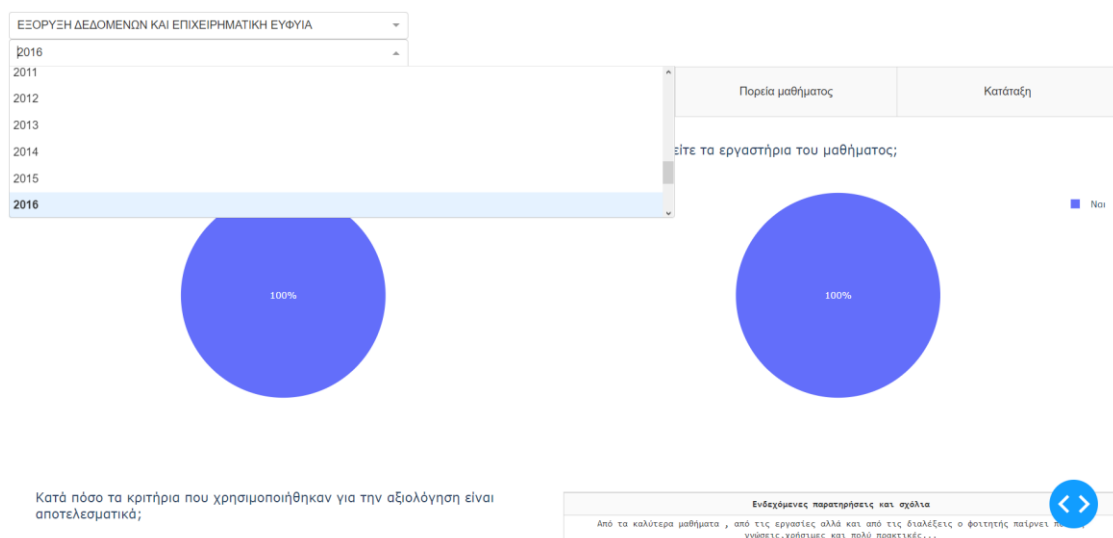 ΕΞΟΡΥΞΗ ΔΕΔΟΜΕΝΩΝ ΚΑΙ ΕΠΙΧΕΙΡΗΜΑΤΙΚΗ ΕΥΦΥΙΑ
2016
2011
2012
2013
2014
2015
2016
Πορεία μαθήματος
Κατάταξη
τα εργαστήρια του μαθήματος;
Ναι
100%
100%
Κατά πόσο τα κριτήρια που χρησιμοποιήθηκαν για την αξιολόγηση είναι
αποτελεσματικά;
Ενδεχόμενες παρατηρήσεις και σχόλια
Από τα καλύτερα μαθήματα , από τις εργασίες αλλά και από τις διαλέξεις ο φοιτητής παίρνει
γνώσεις,χρήσιμες και πολύ πρακτικές...